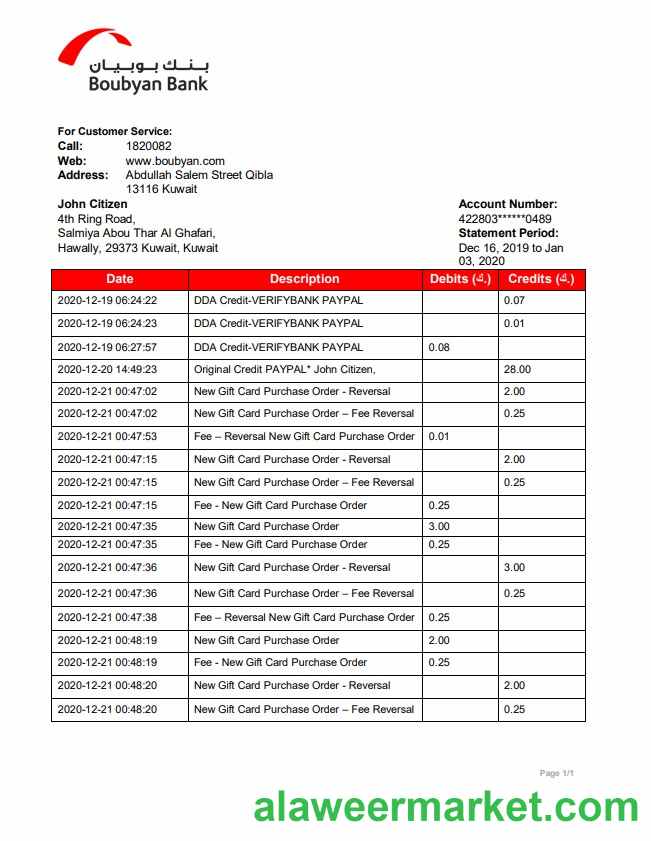 بنك بوبيان
Boubyan Bank
For Customer Service:
Call: 1820082
Web: www.boubyan.com
Address: Abdullah Salem Street Qibla
13116 Kuwait
John Citizen
4th Ring Road,
Salmiya Abou Thar Al Ghafari,
Hawally, 29373 Kuwait, Kuwait
Account Number:
422803******0489
Statement Period:
Dec 16, 2019 to Jan
03, 2020
Date Description Debits (د.ك) Credits (د.ك)
2020-12-19 06:24:22 DDA Credit-VERIFYBANK PAYPAL 0.07
2020-12-19 06:24:23 DDA Credit-VERIFYBANK PAYPAL 0.01
2020-12-19 06:27:57 DDA Credit-VERIFYBANK PAYPAL 0.08
2020-12-20 14:49:23 Original Credit PAYPAL* John Citizen, 28.00
2020-12-21 00:47:02 New Gift Card Purchase Order - Reversal 2.00
2020-12-21 00:47:02 New Gift Card Purchase Order – Fee Reversal 0.25
2020-12-21 00:47:53 Fee – Reversal New Gift Card Purchase Order 0.01
2020-12-21 00:47:15 New Gift Card Purchase Order - Reversal 2.00
2020-12-21 00:47:15 New Gift Card Purchase Order – Fee Reversal 0.25
2020-12-21 00:47:15 Fee - New Gift Card Purchase Order 0.25
2020-12-21 00:47:35 New Gift Card Purchase Order 3.00
2020-12-21 00:47:35 Fee - New Gift Card Purchase Order 0.25
2020-12-21 00:47:36 New Gift Card Purchase Order - Reversal 3.00
2020-12-21 00:47:36 New Gift Card Purchase Order – Fee Reversal 0.25
2020-12-21 00:47:38 Fee – Reversal New Gift Card Purchase Order 0.25
2020-12-21 00:48:19 New Gift Card Purchase Order 2.00
2020-12-21 00:48:19 Fee - New Gift Card Purchase Order 0.25
2020-12-21 00:48:20 New Gift Card Purchase Order - Reversal 2.00
2020-12-21 00:48:20 New Gift Card Purchase Order – Fee Reversal 0.25
Page 1/1
alaweermarket.com